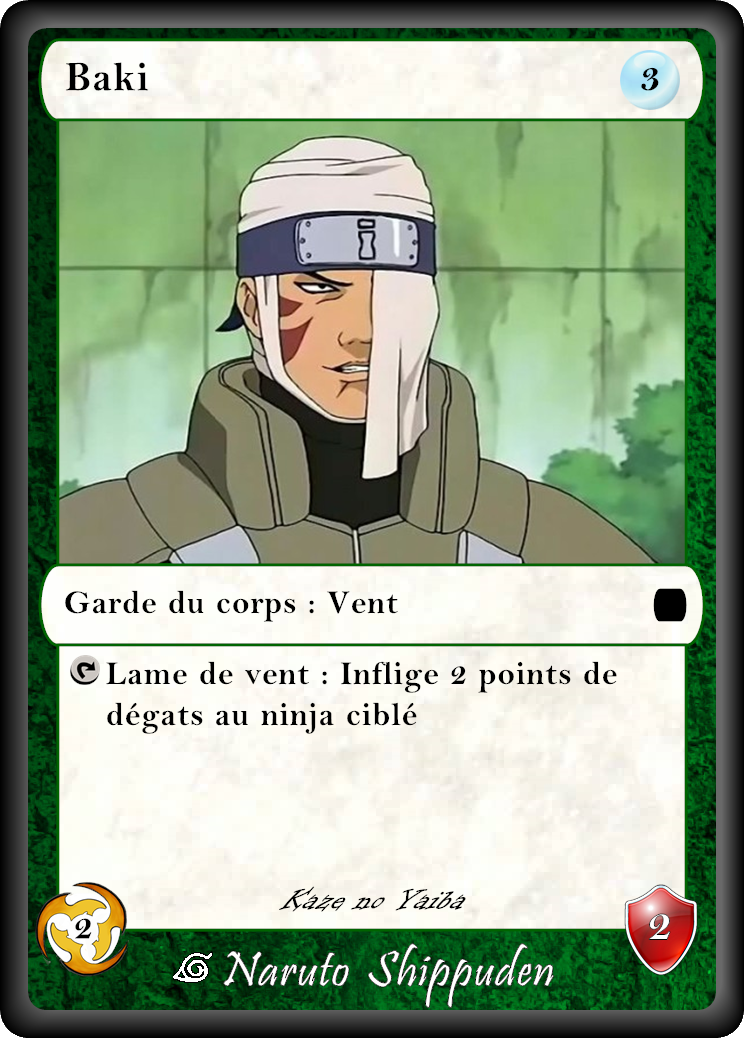 Baki
3
Garde du corps : Vent
Lame de vent : Inflige 2 points de
dégats au ninja ciblé
Kaze no Yaiba
2
2
Naruto Shippuden